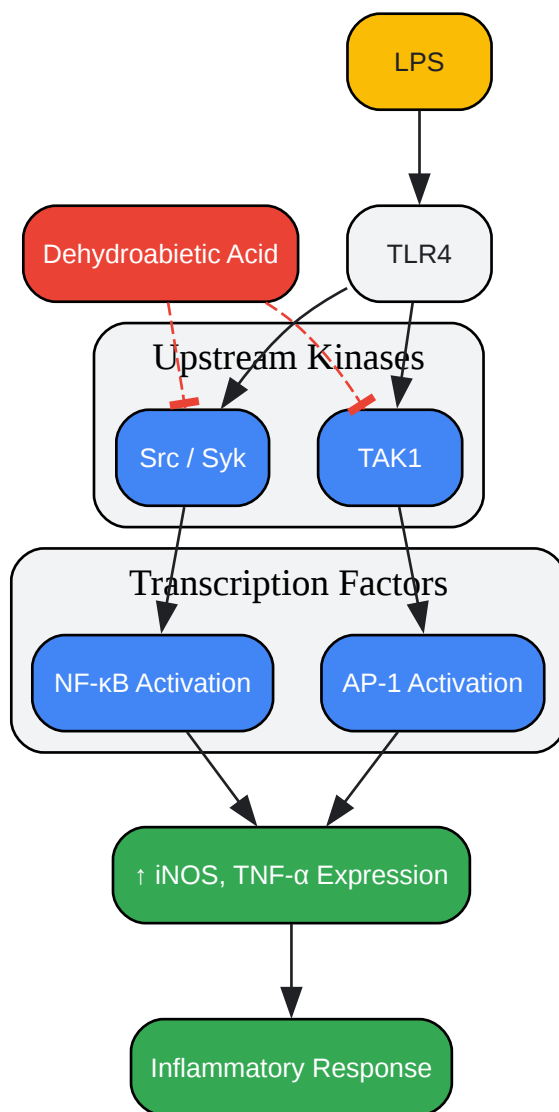 LPS
Dehydroabietic Acid
TLR4
Upstream Kinases
Src / Syk
TAK1
Transcription Factors
NF-κB Activation
AP-1 Activation
↑ iNOS, TNF-α Expression
Inflammatory Response